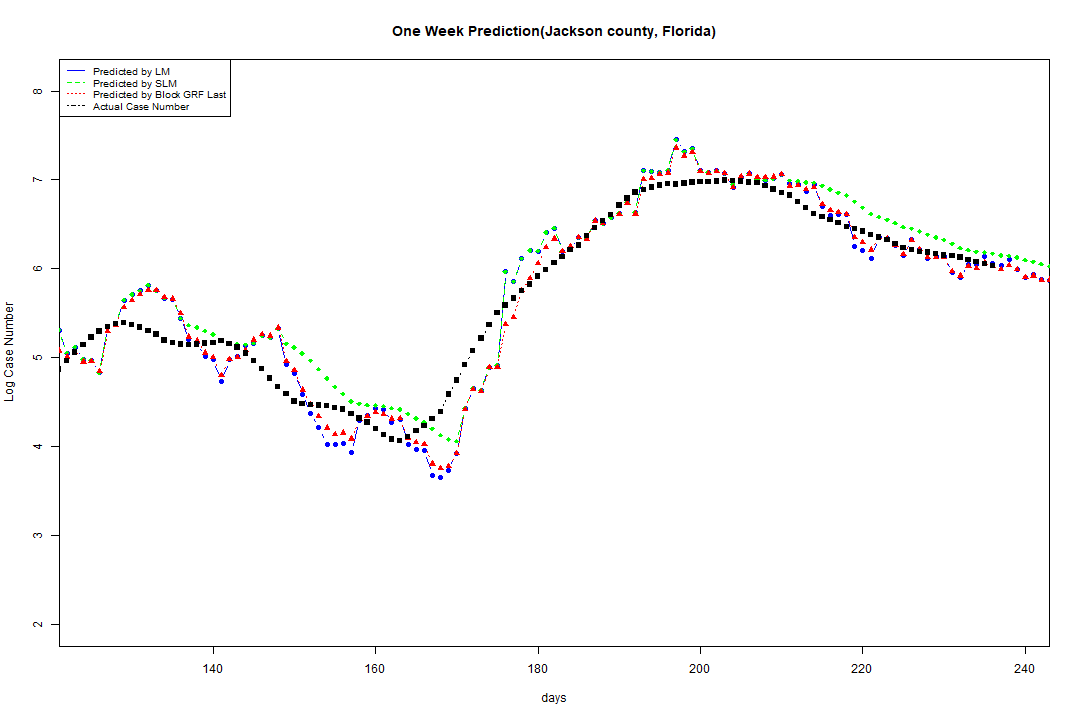 One Week Prediction(Jackson county, Florida)
Predicted by LM
Predicted by SLM
Predicted by Block GRF Last
Actual Case Number
8
7
6
5
4
3
2
Log Case Number
140 160 180 200 220 240
days